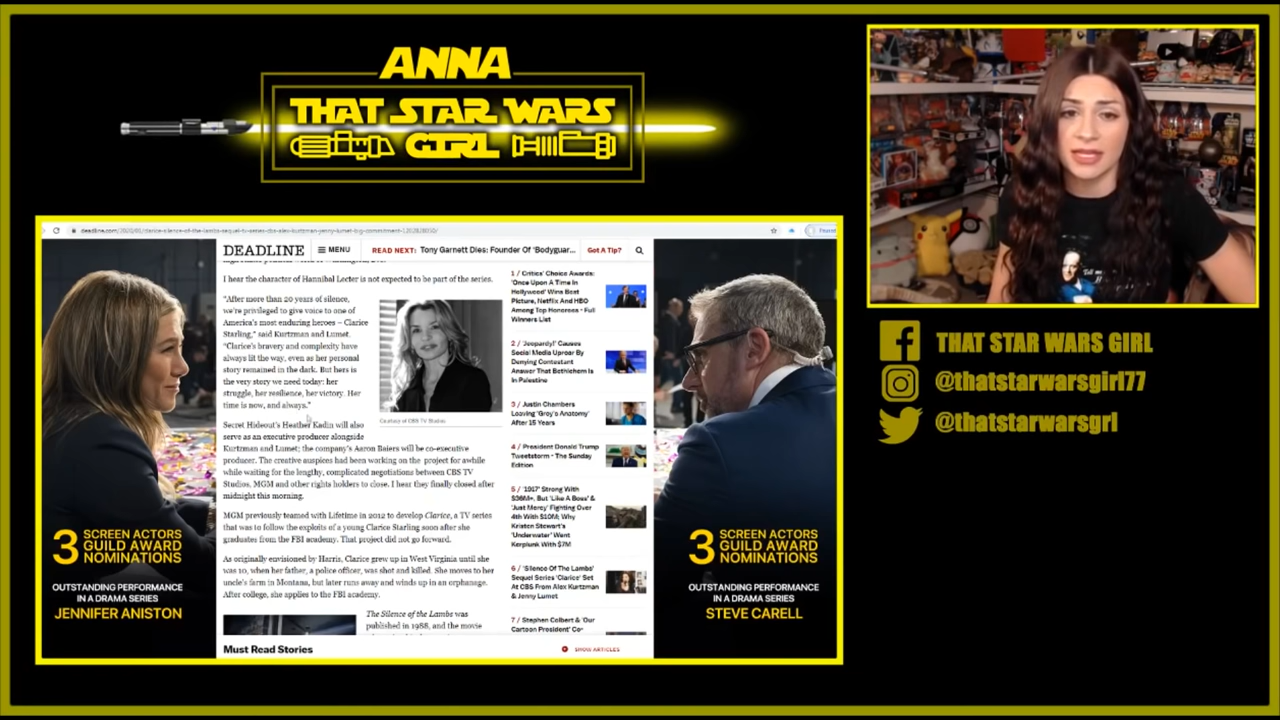 ANNA
THAT STAR WARS
GIRL
DEADLINE
MENU
READ NEXT: Tony Garnett Dies: Founder Of 'Bodyguar...
Got A Tip?
I hear the character of Hannibal Lecter is not expected to be part of the series.
"After more than 20 years of silence,
we're privileged to give voice to one of
America's most enduring heroes – Clarice
Starling," said Kurtzman and Lumet.
"Clarice's bravery and complexity have
always lit the way, even as her personal
story remained in the dark. But hers is
the very story we need today: her
struggle, her resilience, her victory. Her
time is now, and always."
Courtesy of CBS TV Studios
Secret Hideout's Heather Kadin will also
serve as an executive producer alongside
Kurtzman and Lumet; the company's Aaron Baiers will be co-executive
producer. The creative auspices had been working on the project for awhile
while waiting for the lengthy, complicated negotiations between CBS TV
Studios, MGM and other rights holders to close. I hear they finally closed after
midnight this morning.
MGM previously teamed with Lifetime in 2012 to develop Clarice, a TV series
that was to follow the exploits of a young Clarice Starling soon after she
graduates from the FBI academy. That project did not go forward.
As originally envisioned by Harris, Clarice grew up in West Virginia until she
was 10, when her father, a police officer, was shot and killed. She moves to her
uncle's farm in Montana, but later runs away and winds up in an orphanage.
After college, she applies to the FBI academy.
The Silence of the Lambs was
published in 1988, and the movie
Must Read Stories
SHOW ARTICLES
1 / Critics' Choice Awards:
'Once Upon A Time In
Hollywood' Wins Best
Picture, Netflix And HBO
Among Top Honorees - Full
Winners List
2 / 'Jeopardy!' Causes
Social Media Uproar By
Denying Contestant
Answer That Bethlehem Is
In Palestine
3 / Justin Chambers
Leaving 'Grey's Anatomy'
After 15 Years
4 / President Donald Trump
Tweetstorm - The Sunday
Edition
5 / '1917' Strong With
$36M+, But 'Like A Boss' &
'Just Mercy' Fighting Over
4th With $10M; Why
Kristen Stewart's
'Underwater' Went
Kerplunk With $7M
6 / 'Silence Of The Lambs'
Sequel Series 'Clarice' Set
At CBS From Alex Kurtzman
& Jenny Lumet
7 / Stephen Colbert & 'Our
Cartoon President' Co-
3 SCREEN ACTORS
GUILD AWARD
NOMINATIONS
OUTSTANDING PERFORMANCE
IN A DRAMA SERIES
JENNIFER ANISTON
3 SCREEN ACTORS
GUILD AWARD
NOMINATIONS
OUTSTANDING PERFORMANCE
IN A DRAMA SERIES
STEVE CARELL
THAT STAR WARS GIRL
@thatstarwarsgirl77
@thatstarwarsgrl